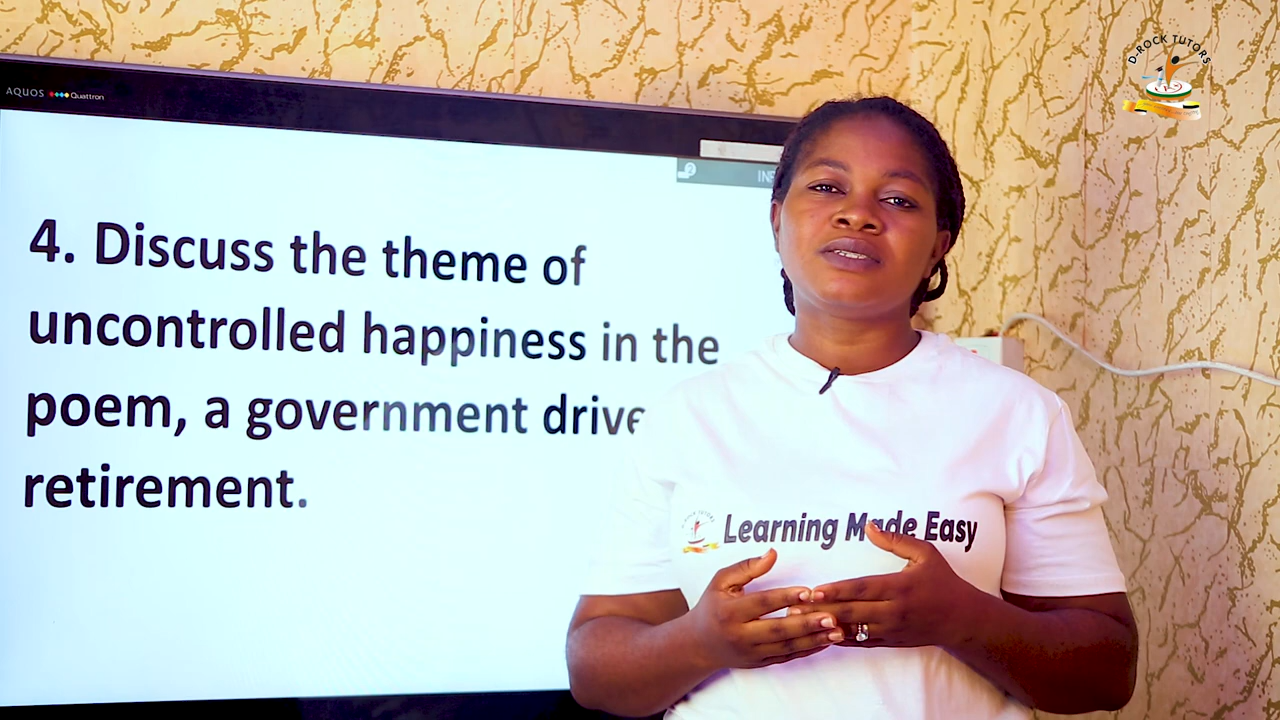 D-ROCK TUTORS
AQUOS Quattron
4. Discuss the theme of
uncontrolled happiness in the
poem, a government drive
retirement.
Learning Made Easy